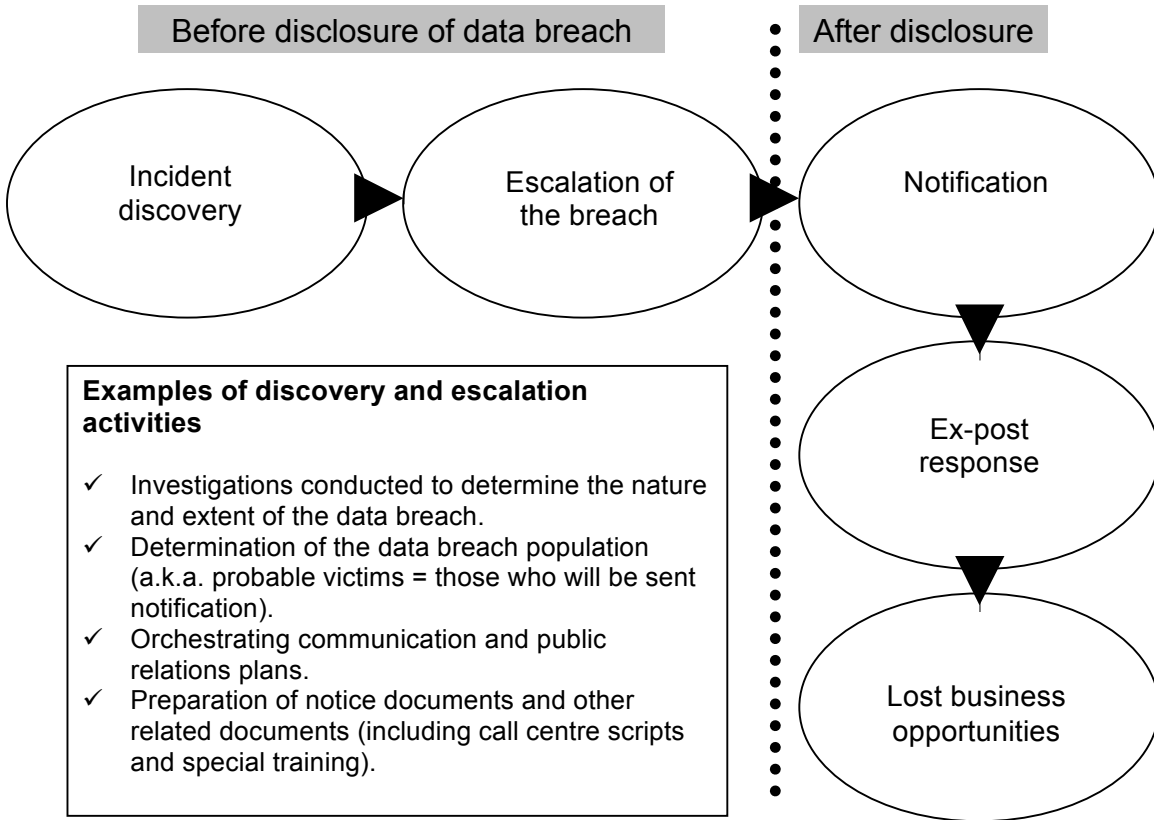 Before disclosure of data breach
After disclosure
Incident
discovery
Escalation of
the breach
Notification
Examples of discovery and escalation
activities
✓ Investigations conducted to determine the nature
and extent of the data breach.
✓ Determination of the data breach population
(a.k.a. probable victims = those who will be sent
notification).
✓ Orchestrating communication and public
relations plans.
✓ Preparation of notice documents and other
related documents (including call centre scripts
and special training).
Ex-post
response
Lost business
opportunities